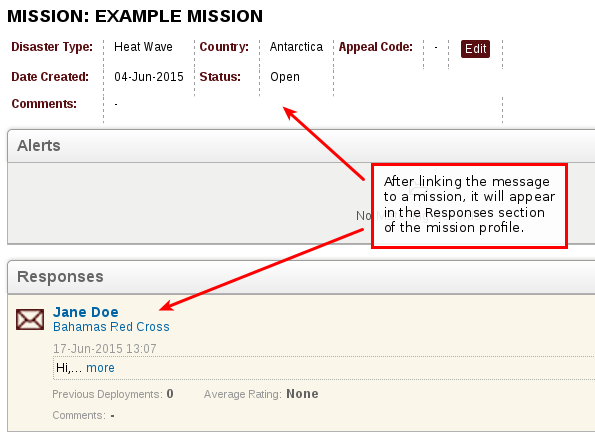 MISSION: EXAMPLE MISSION
Disaster Type: Heat Wave Country: Antarctica Appeal Code: - Edit
Date Created: 04-Jun-2015 Status: Open
Comments: -
Alerts
After linking the message
to a mission, it will appear
in the Responses section
of the mission profile.
No
Responses
Jane Doe
Bahamas Red Cross
17-Jun-2015 13:07
Hi,... more
Previous Deployments: 0 Average Rating: None
Comments: -